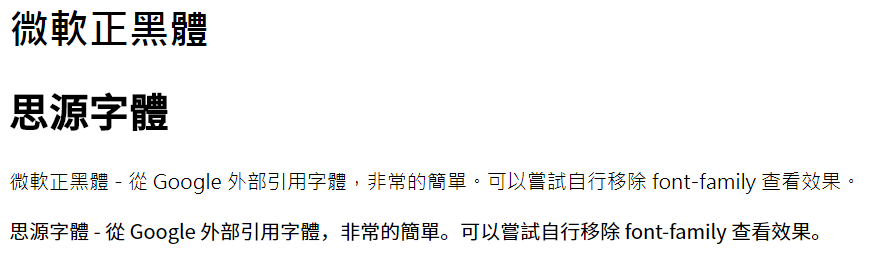 微軟正黑體
思源字體
微軟正黑體 - 從 Google 外部引用字體，非常的簡單。可以嘗試自行移除 font-family 查看效果。
思源字體 - 從 Google 外部引用字體，非常的簡單。可以嘗試自行移除 font-family 查看效果。